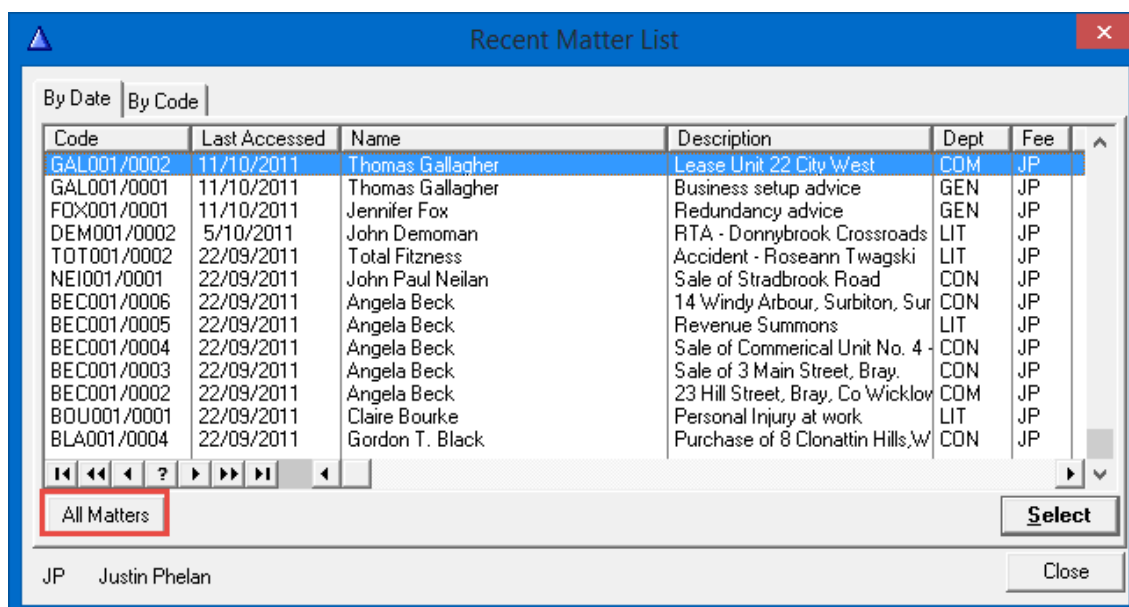 Recent Matter List
By Date By Code
Code Last Accessed Name Description Dept Fee
GAL001/0002 11/10/2011 Thomas Gallagher Lease Unit 22 City West COM JP
GAL001/0001 11/10/2011 Thomas Gallagher Business setup advice GEN JP
FOX001/0001 11/10/2011 Jennifer Fox Redundancy advice GEN JP
DEM001/0002 5/10/2011 John Demoman RTA - Donnybrook Crossroads LIT JP
TOT001/0002 22/09/2011 Total Fitzness Accident - Roseann Twagski LIT JP
NEI001/0001 22/09/2011 John Paul Neilan Sale of Stradbrook Road CON JP
BEC001/0006 22/09/2011 Angela Beck 14 Windy Arbour, Surbiton, Sur CON JP
BEC001/0005 22/09/2011 Angela Beck Revenue Summons LIT JP
BEC001/0004 22/09/2011 Angela Beck Sale of Commerical Unit No. 4 - CON JP
BEC001/0003 22/09/2011 Angela Beck Sale of 3 Main Street, Bray. CON JP
BEC001/0002 22/09/2011 Angela Beck 23 Hill Street, Bray, Co Wicklow COM JP
BOU001/0001 22/09/2011 Claire Bourke Personal Injury at work LIT JP
BLA001/0004 22/09/2011 Gordon T. Black Purchase of 8 Clonattin Hills,W CON JP
?
All Matters Select
JP Justin Phelan Close